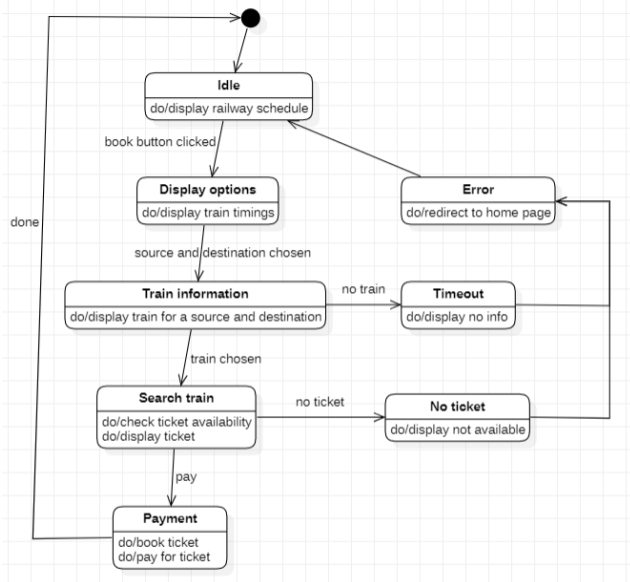 Idle
do/display railway schedule
book button clicked
Display options
do/display train timings
Error
do/redirect to home page
done
source and destination chosen
Train information
do/display train for a source and destination
no train
Timeout
do/display no info
train chosen
Search train
do/check ticket availability
do/display ticket
no ticket
No ticket
do/display not available
pay
Payment
do/book ticket
do/pay for ticket